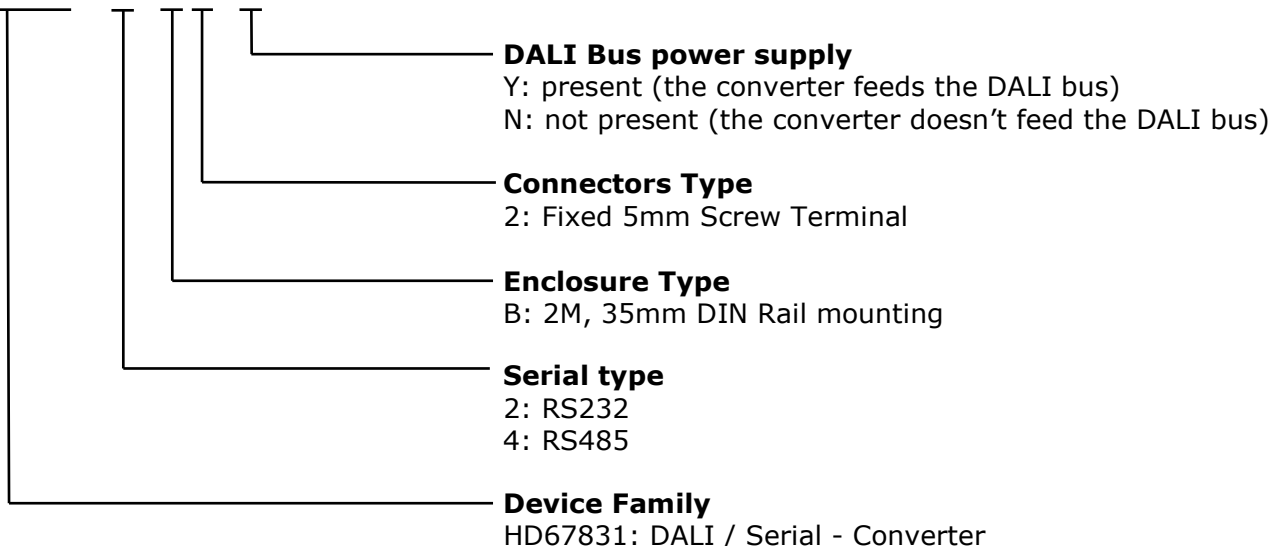 DALI Bus power supply
Y: present (the converter feeds the DALI bus)
N: not present (the converter doesn’t feed the DALI bus)
Connectors Type
2: Fixed 5mm Screw Terminal
Enclosure Type
B: 2M, 35mm DIN Rail mounting
Serial type
2: RS232
4: RS485
Device Family
HD67831: DALI / Serial - Converter